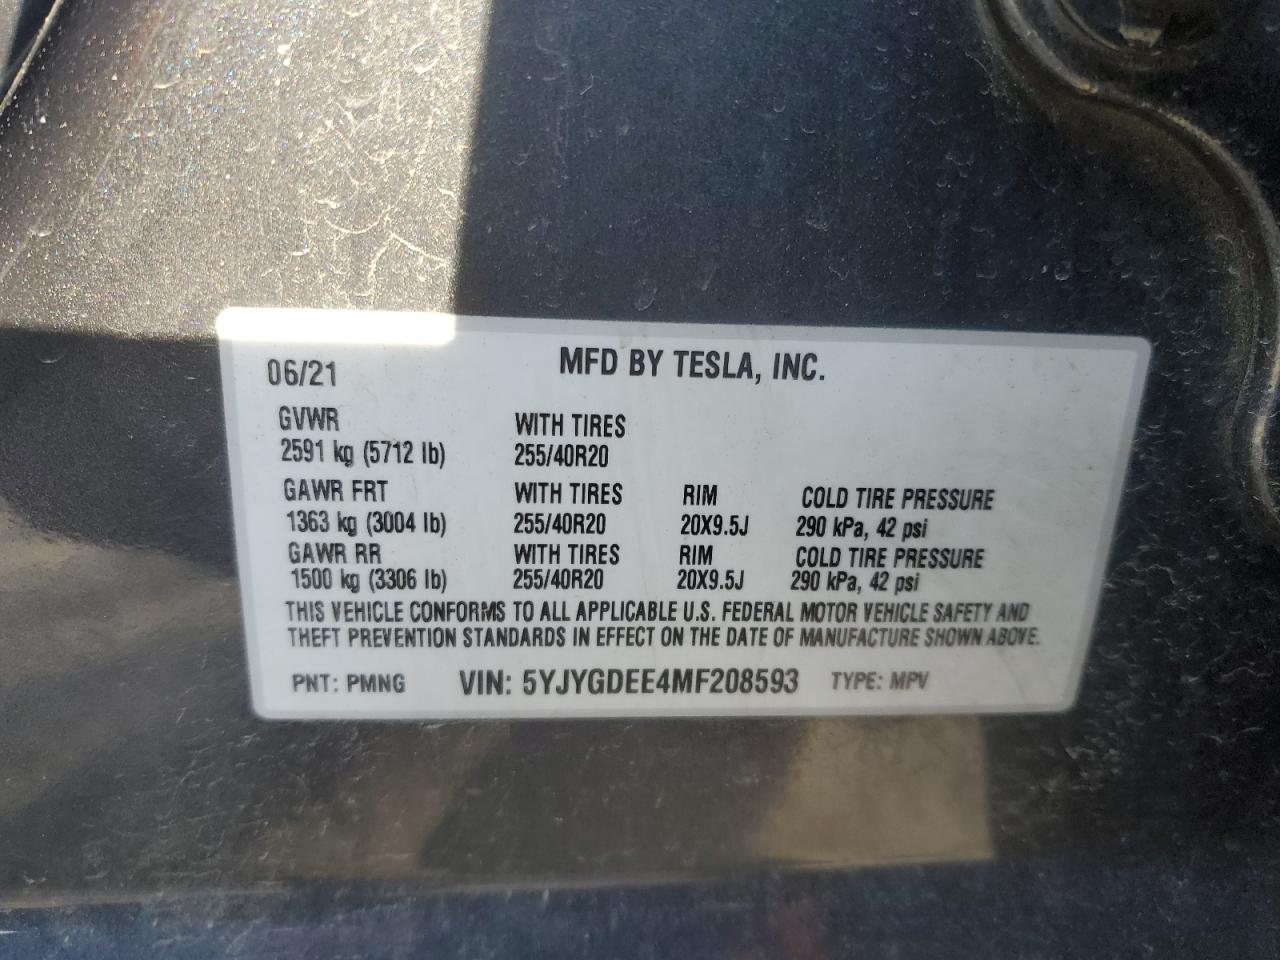 06/21 MFD BY TESLA, INC.
GVWR WITH TIRES
2591 kg (5712 lb) 255/40R20
GAWR FRT WITH TIRES RIM COLD TIRE PRESSURE
1363 kg (3004 lb) 255/40R20 20X9.5J 290 kPa, 42 psi
GAWR RR WITH TIRES RIM COLD TIRE PRESSURE
1500 kg (3306 lb) 255/40R20 20X9.5J 290 kPa, 42 psi
THIS VEHICLE CONFORMS TO ALL APPLICABLE U.S. FEDERAL MOTOR VEHICLE SAFETY AND
THEFT PREVENTION STANDARDS IN EFFECT ON THE DATE OF MANUFACTURE SHOWN ABOVE.
PNT: PMNG VIN: 5YJYGDEE4MF208593 TYPE: MPV